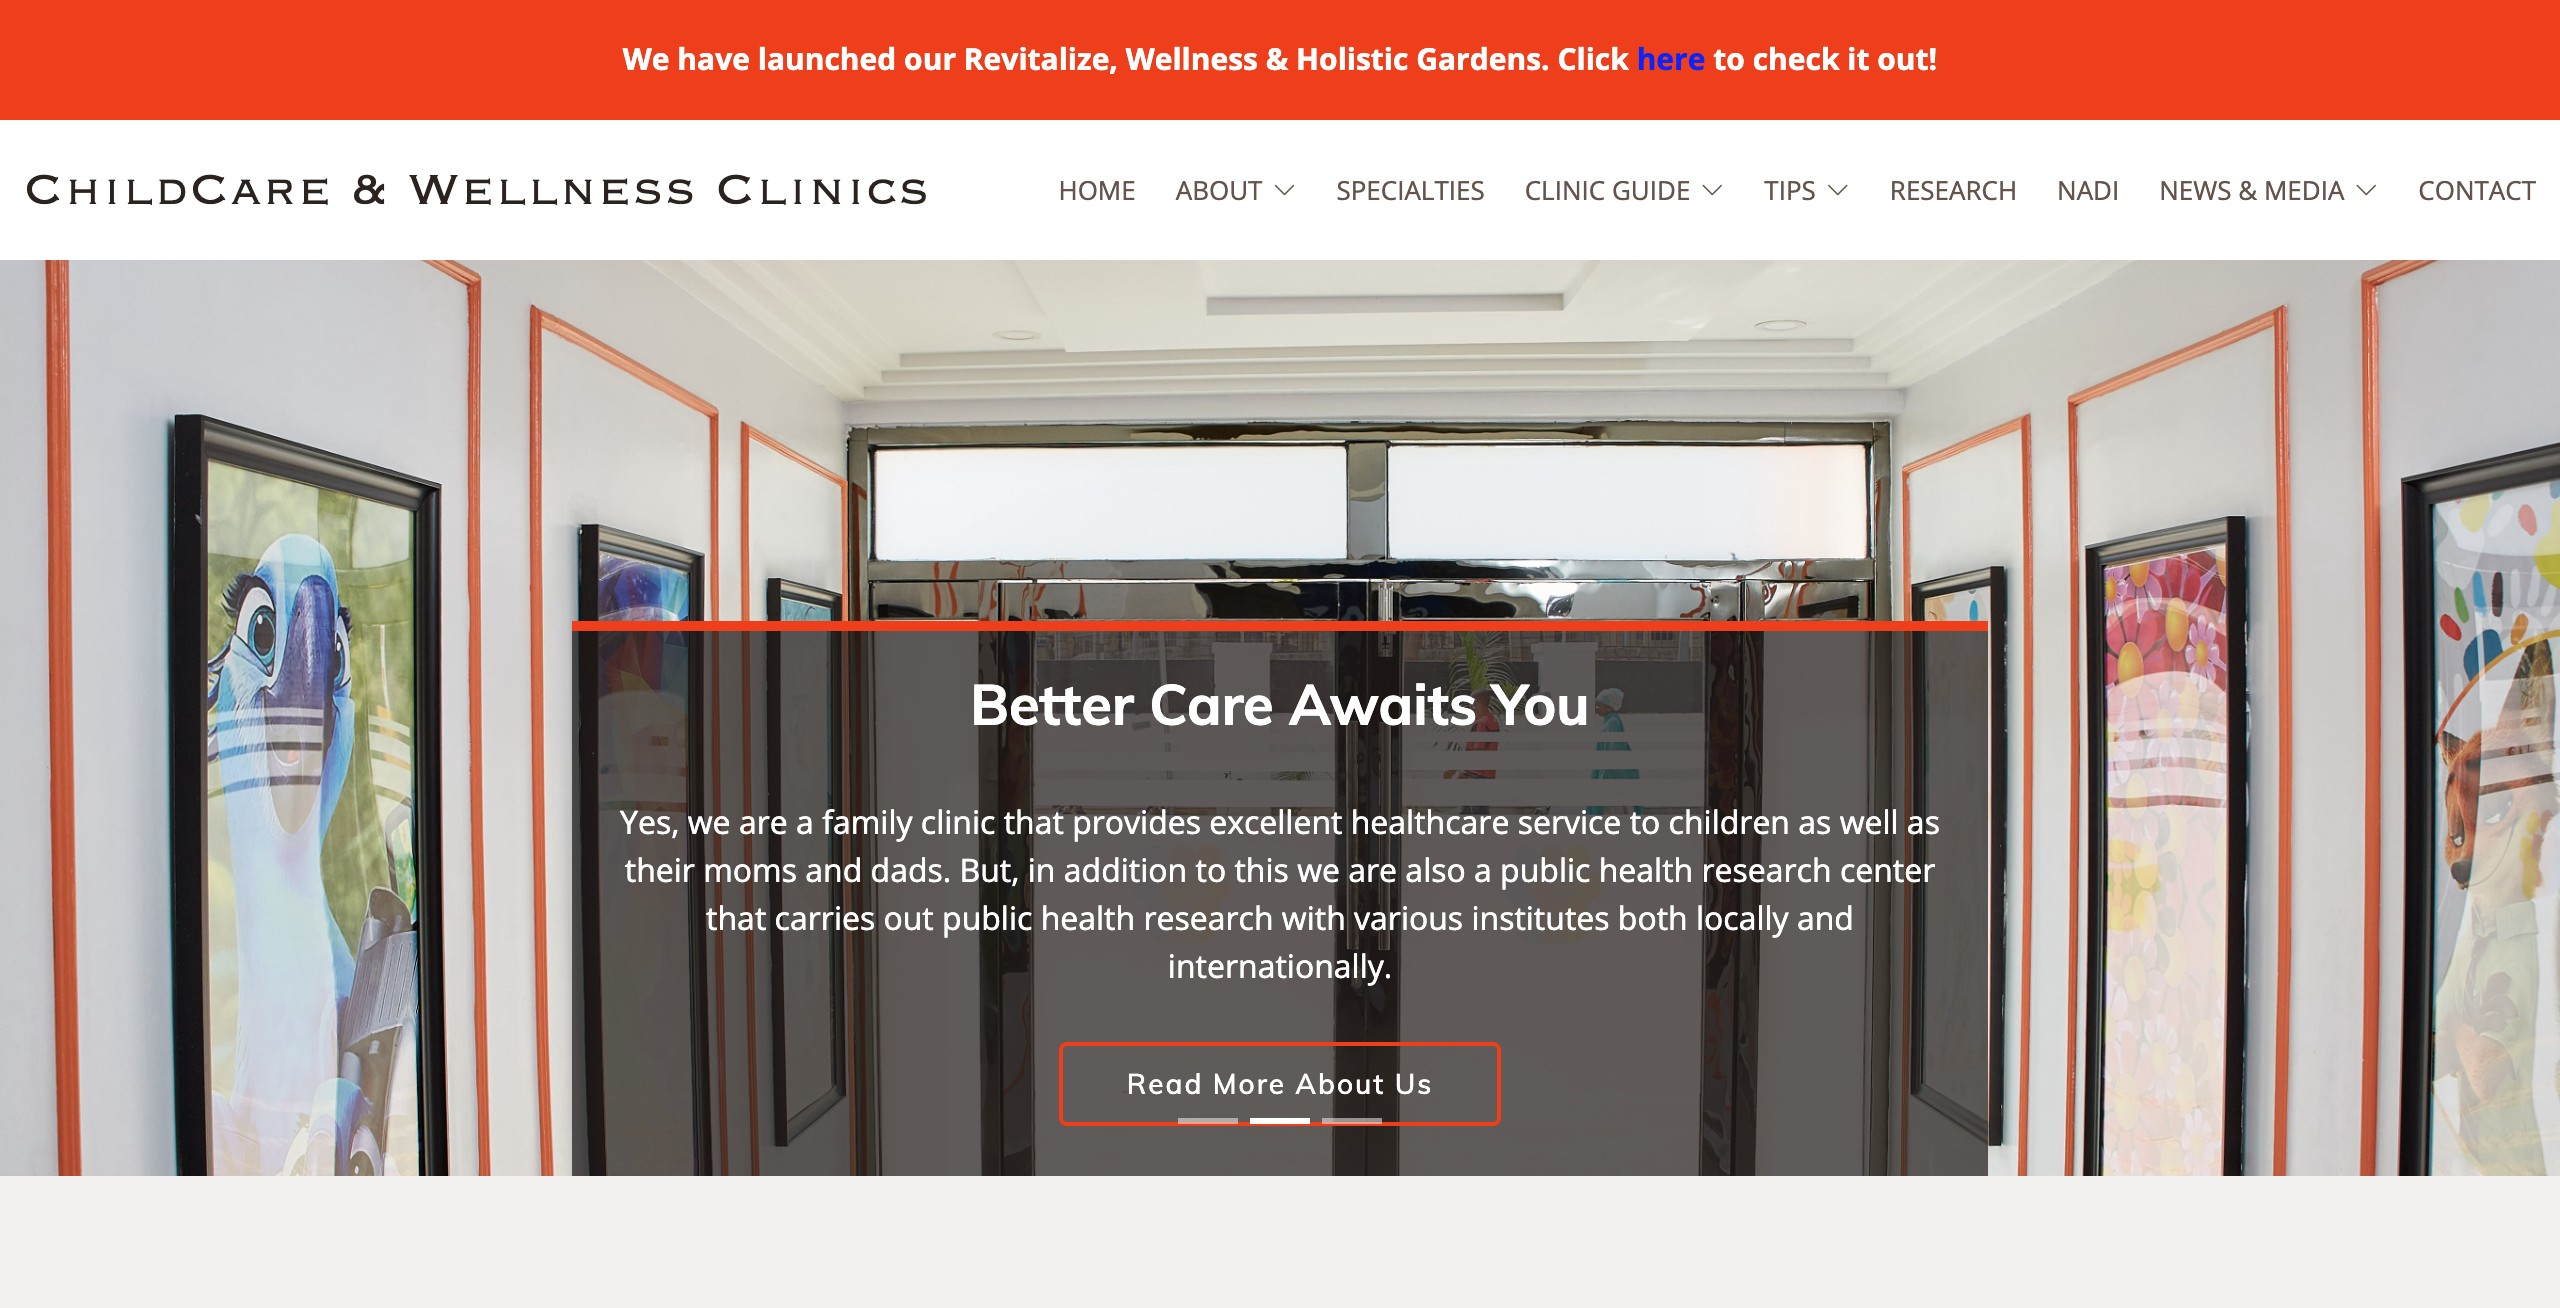 We have launched our Revitalize, Wellness & Holistic Gardens. Click here to check it out!
CHILDCARE & WELLNESS CLINICS
HOME ABOUT SPECIALTIES CLINIC GUIDE TIPS RESEARCH NADI NEWS & MEDIA CONTACT
Better Care Awaits You
Yes, we are a family clinic that provides excellent healthcare service to children as well as
their moms and dads. But, in addition to this we are also a public health research center
that carries out public health research with various institutes both locally and
internationally.
Read More About Us